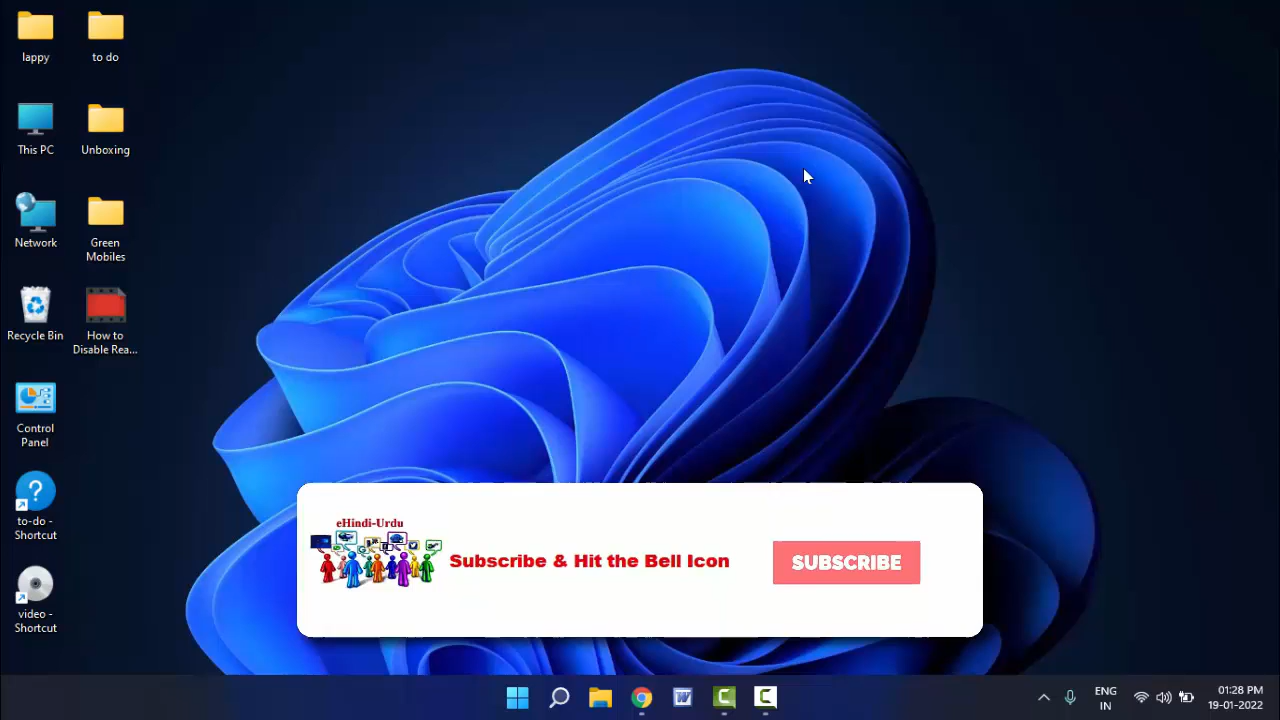 lappy
to do
This PC
Unboxing
Network
Green
Mobiles
Recycle Bin
How to
Disable Rea...
Control
Panel
to-do -
Shortcut
video -
Shortcut
eHindi-Urdu
Subscribe & Hit the Bell Icon
SUBSCRIBE
ENG
IN
01:28 PM
19-01-2022